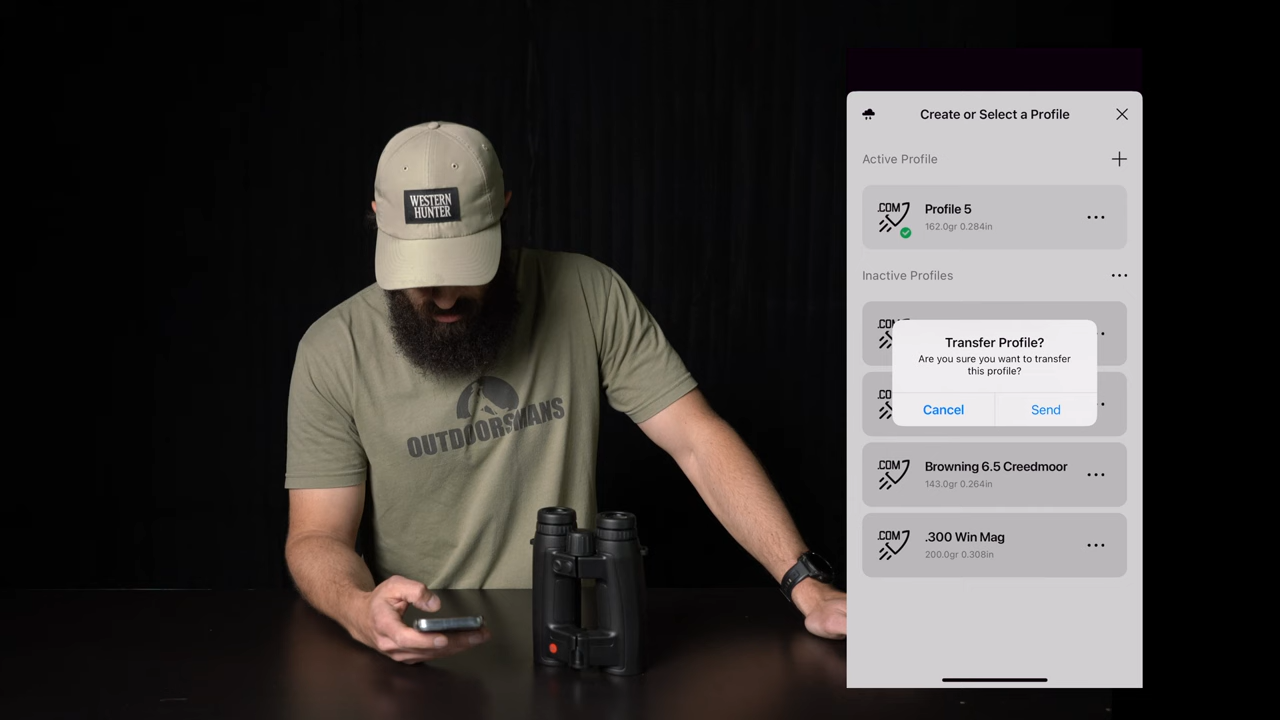 WESTERN
HUNTER
OUTDOORSMANS
Create or Select a Profile
Active Profile
.COM
Profile 5
162.0gr 0.284in
Inactive Profiles
.COM
.COM
Transfer Profile?
Are you sure you want to transfer
this profile?
Cancel
Send
.COM
Browning 6.5 Creedmoor
143.0gr 0.264in
.COM
.300 Win Mag
200.0gr 0.308in